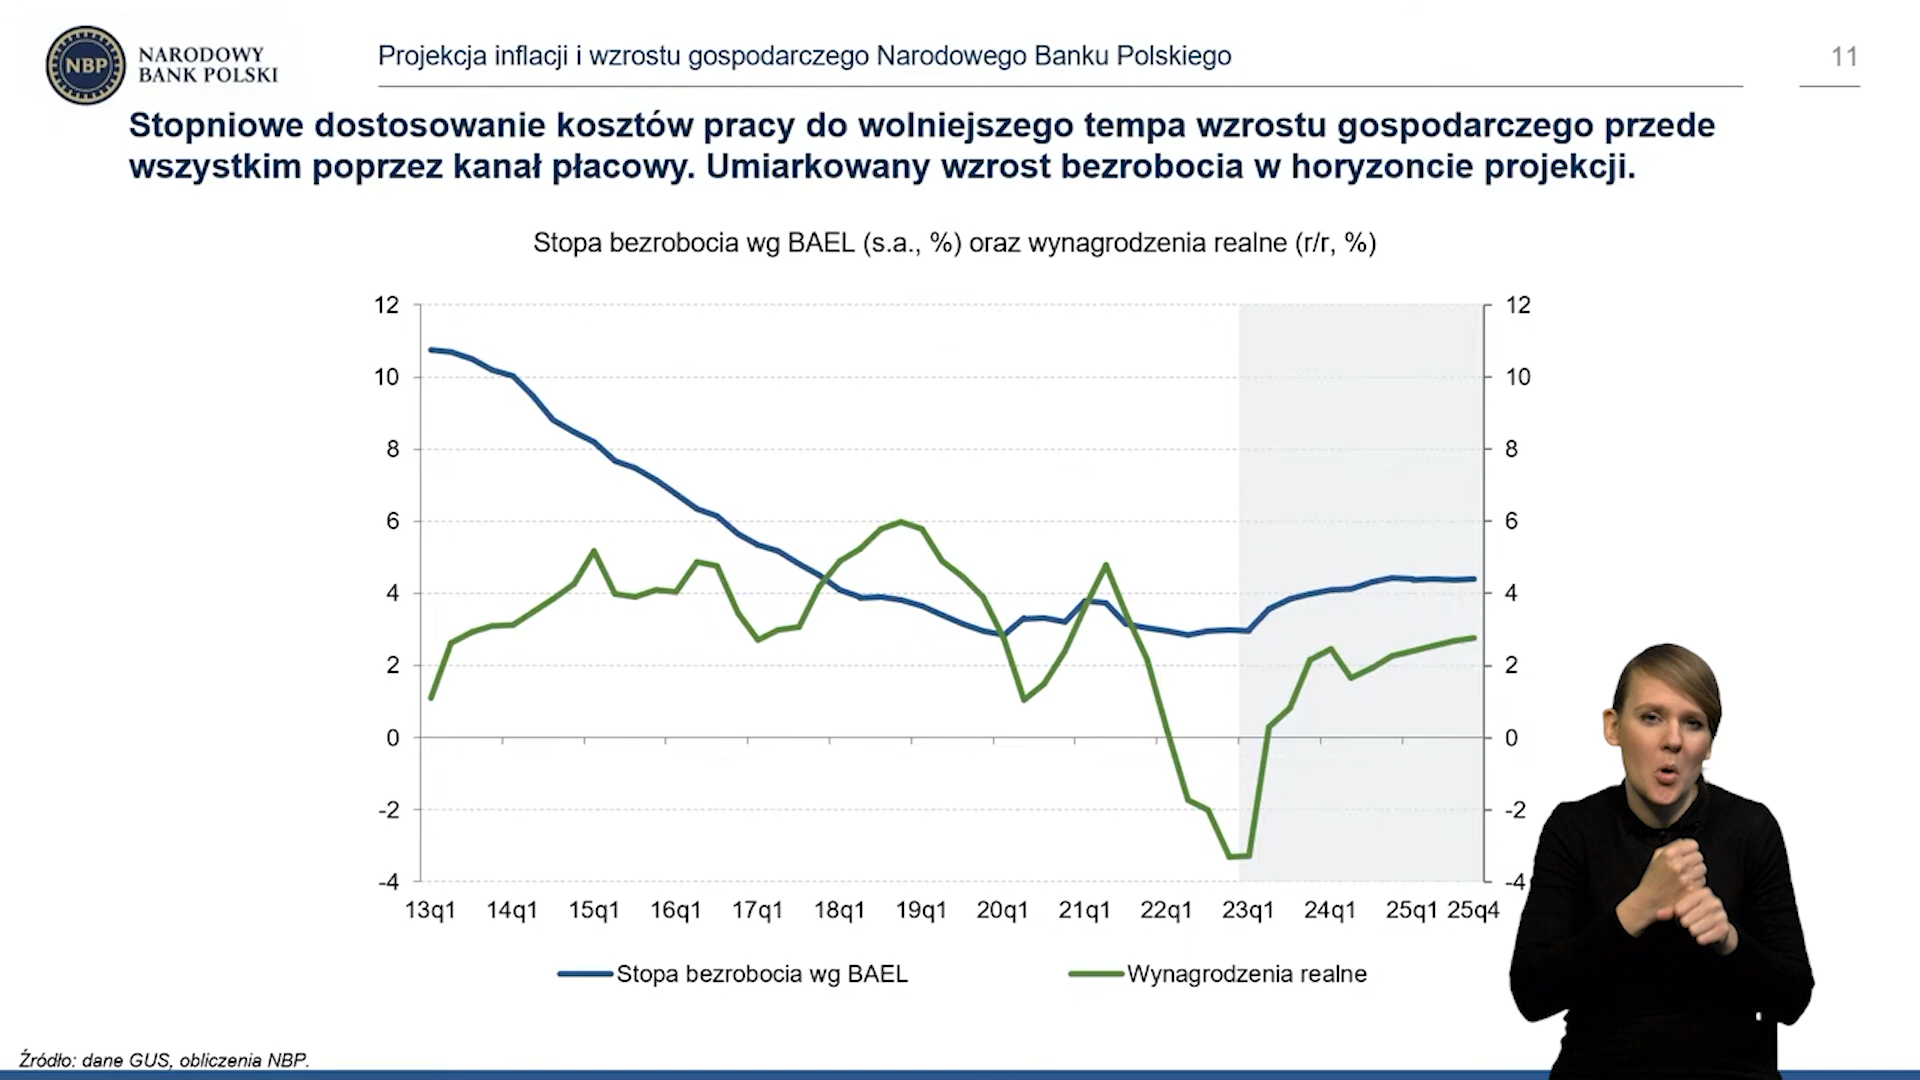 NBP
NARODOWY
BANK POLSKI
Projekcja inflacji i wzrostu gospodarczego Narodowego Banku Polskiego
11
Stopniowe dostosowanie kosztów pracy do wolniejszego tempa wzrostu gospodarczego przede
wszystkim poprzez kanał płacowy. Umiarkowany wzrost bezrobocia w horyzoncie projekcji.
Stopa bezrobocia wg BAEL (s.a., %) oraz wynagrodzenia realne (r/r, %)
12 12
10 10
8 8
6 6
4 4
2 2
0 0
-2 -2
-4 -4
13q1 14q1 15q1 16q1 17q1 18q1 19q1 20q1 21q1 22q1 23q1 24q1 25q1 25q4
Stopa bezrobocia wg BAEL Wynagrodzenia realne
Źródło: dane GUS, obliczenia NBP.